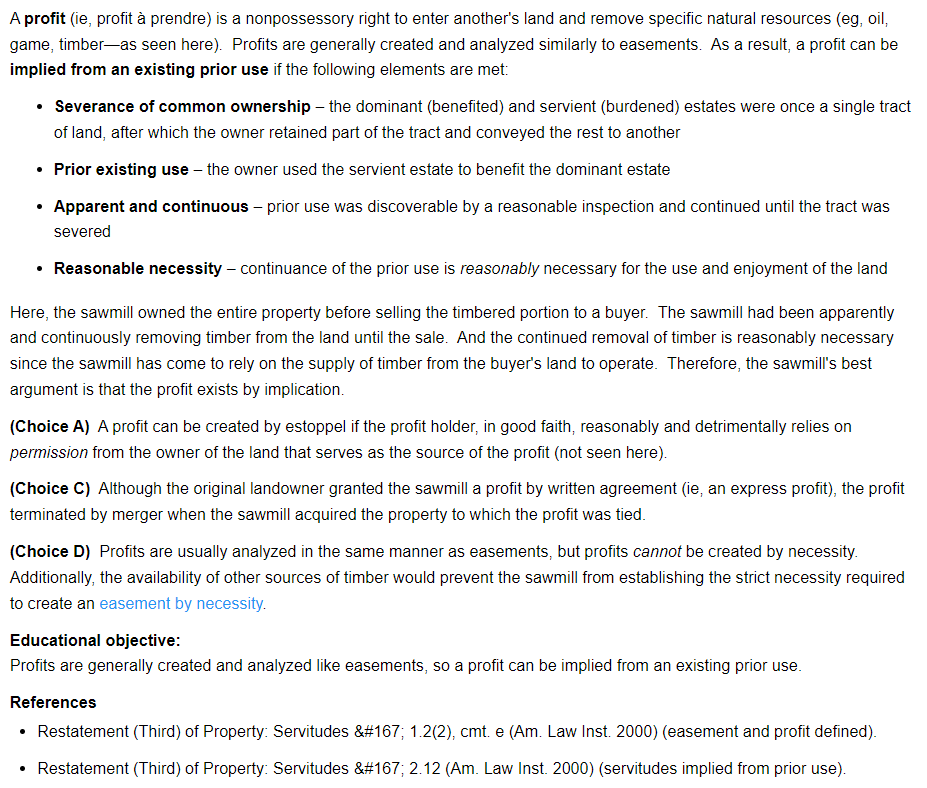 A profit (ie, profit à prendre) is a nonpossessory right to enter another's land and remove specific natural resources (eg, oil,
game, timber—as seen here).  Profits are generally created and analyzed similarly to easements.  As a result, a profit can be
implied from an existing prior use if the following elements are met:
• Severance of common ownership – the dominant (benefited) and servient (burdened) estates were once a single tract
of land, after which the owner retained part of the tract and conveyed the rest to another
• Prior existing use – the owner used the servient estate to benefit the dominant estate
• Apparent and continuous – prior use was discoverable by a reasonable inspection and continued until the tract was
severed
• Reasonable necessity – continuance of the prior use is reasonably necessary for the use and enjoyment of the land
Here, the sawmill owned the entire property before selling the timbered portion to a buyer.  The sawmill had been apparently
and continuously removing timber from the land until the sale.  And the continued removal of timber is reasonably necessary
since the sawmill has come to rely on the supply of timber from the buyer's land to operate.  Therefore, the sawmill's best
argument is that the profit exists by implication.
(Choice A)  A profit can be created by estoppel if the profit holder, in good faith, reasonably and detrimentally relies on
permission from the owner of the land that serves as the source of the profit (not seen here).
(Choice C)  Although the original landowner granted the sawmill a profit by written agreement (ie, an express profit), the profit
terminated by merger when the sawmill acquired the property to which the profit was tied.
(Choice D)  Profits are usually analyzed in the same manner as easements, but profits cannot be created by necessity.
Additionally, the availability of other sources of timber would prevent the sawmill from establishing the strict necessity required
to create an easement by necessity.
Educational objective:
Profits are generally created and analyzed like easements, so a profit can be implied from an existing prior use.
References
• Restatement (Third) of Property: Servitudes &#167; 1.2(2), cmt. e (Am. Law Inst. 2000) (easement and profit defined).
• Restatement (Third) of Property: Servitudes &#167; 2.12 (Am. Law Inst. 2000) (servitudes implied from prior use).